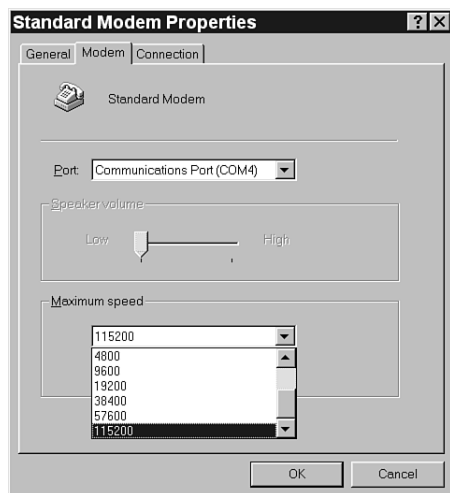 Standard Modem Properties
General Modem Connection
Standard Modem
Port: Communications Port (COM4)
Speaker volume
Low High
Maximum speed
115200
4800
9600
19200
38400
57600
115200
OK Cancel